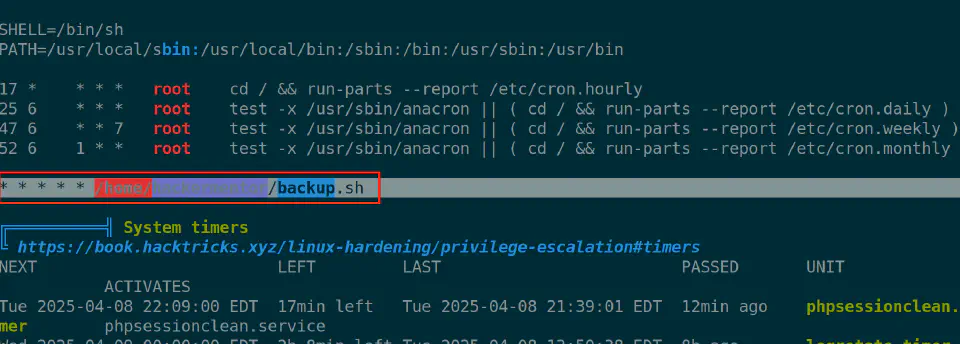 SHELL=/bin/sh
PATH=/usr/local/sbin:/usr/local/bin:/sbin:/bin:/usr/sbin:/usr/bin
17 * * * * root cd / && run-parts --report /etc/cron.hourly
25 6 * * * root test -x /usr/sbin/anacron || ( cd / && run-parts --report /etc/cron.daily )
47 6 * * 7 root test -x /usr/sbin/anacron || ( cd / && run-parts --report /etc/cron.weekly )
52 6 1 * * root test -x /usr/sbin/anacron || ( cd / && run-parts --report /etc/cron.monthly
* * * * * /home/ /backup.sh
System timers
https://book.hacktricks.xyz/linux-hardening/privilege-escalation#timers
NEXT LEFT LAST PASSED UNIT
ACTIVATES
Tue 2025-04-08 22:09:00 EDT 17min left Tue 2025-04-08 21:39:01 EDT 12min ago phpsessionclean.
mer phpsessionclean.service